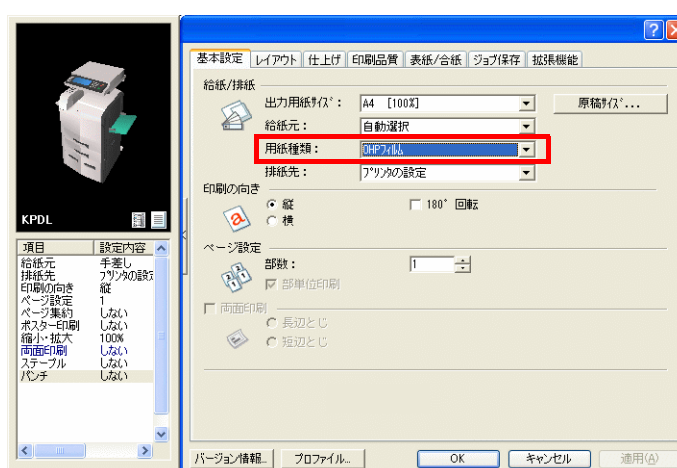 基本設定 レイアウト 仕上げ 印刷品質 表紙/合紙 ジョブ保存 拡張機能
給紙/排紙
出力用紙ｻｲｽﾞ： A4 [100%] 原稿ｻｲｽﾞ...
給紙元： 自動選択
用紙種類： OHPﾌｨﾙﾑ
排紙先： ﾌﾟﾘﾝﾀの設定
印刷の向き
縦 180° 回転
横
ページ設定
部数： 1
部単位印刷
両面印刷
長辺とじ
短辺とじ
KPDL
項目 設定内容
給紙元 手差し
排紙先 ﾌﾟﾘﾝﾀの設定
印刷の向き 縦
ページ設定 1
ページ集約 しない
ポスター印刷 しない
縮小・拡大 100%
両面印刷 しない
ステープル しない
パンチ しない
バージョン情報... プロファイル... OK キャンセル 適用(A)